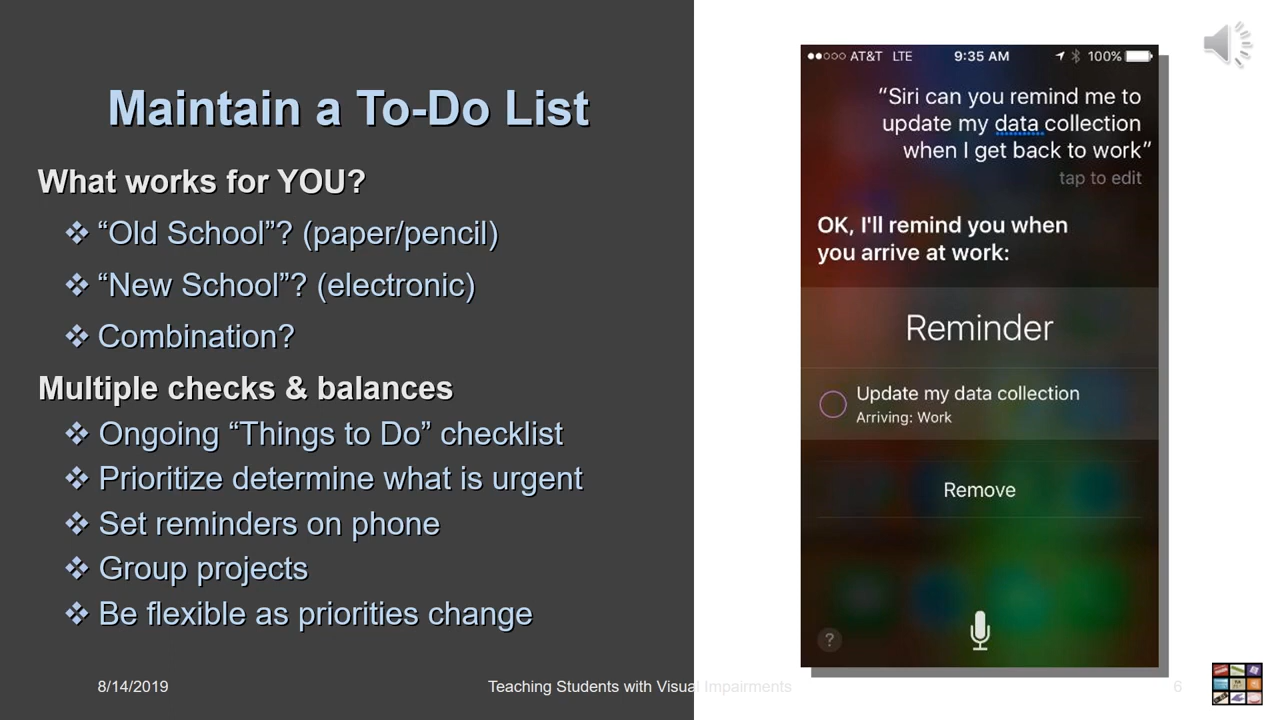 Maintain a To-Do List
What works for YOU?
❖ “Old School”? (paper/pencil)
❖ “New School”? (electronic)
❖ Combination?
Multiple checks & balances
❖ Ongoing “Things to Do” checklist
❖ Prioritize determine what is urgent
❖ Set reminders on phone
❖ Group projects
❖ Be flexible as priorities change
AT&T LTE 9:35 AM 100%
“Siri can you remind me to
update my data collection
when I get back to work”
tap to edit
OK, I'll remind you when
you arrive at work:
Reminder
Update my data collection
Arriving: Work
Remove
?
8/14/2019 Teaching Students with Visual Impairments 6